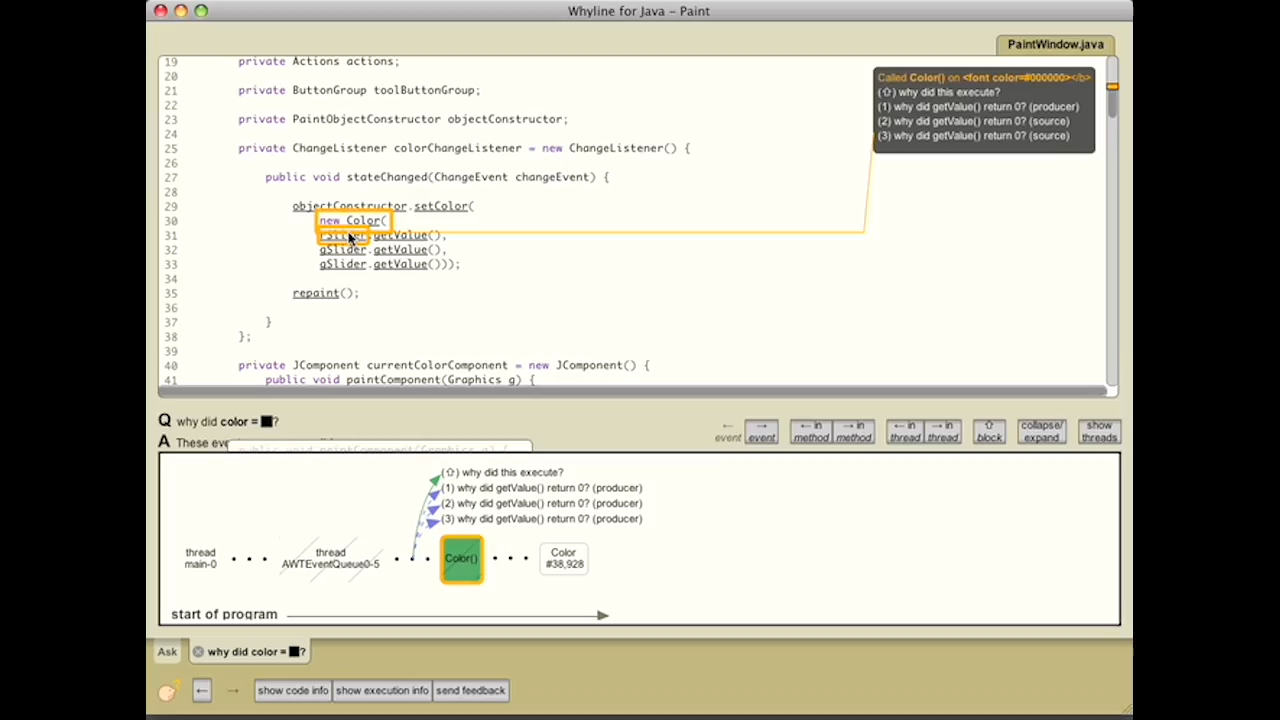 Whyline for Java – Paint
PaintWindow.java
19 private Actions actions;
20
21 private ButtonGroup toolButtonGroup;
22
23 private PaintObjectConstructor objectConstructor;
24
25 private ChangeListener colorChangeListener = new ChangeListener() {
26
27 public void stateChanged(ChangeEvent changeEvent) {
28
29 objectConstructor.setColor(
30 new Color(
31 rSlider.getValue(),
32 gSlider.getValue(),
33 gSlider.getValue()));
34
35 repaint();
36
37 }
38 };
39
40 private JComponent currentColorComponent = new JComponent() {
41 public void paintComponent(Graphics g) {
Called Color() on <font color=#000000></b>
(⇧) why did this execute?
(1) why did getValue() return 0? (producer)
(2) why did getValue() return 0? (source)
(3) why did getValue() return 0? (source)
Q why did color = ■?
A These
public void paintComponent(Graphics g) {
← event
→ event
← in method
→ in method
← in thread
→ in thread
⇧ block
collapse/ expand
show threads
(⇧) why did this execute?
(1) why did getValue() return 0? (producer)
(2) why did getValue() return 0? (producer)
(3) why did getValue() return 0? (producer)
thread main-0
thread AWTEventQueue0-5
Color()
Color #38,928
start of program
Ask
why did color = ■?
← → show code info show execution info send feedback